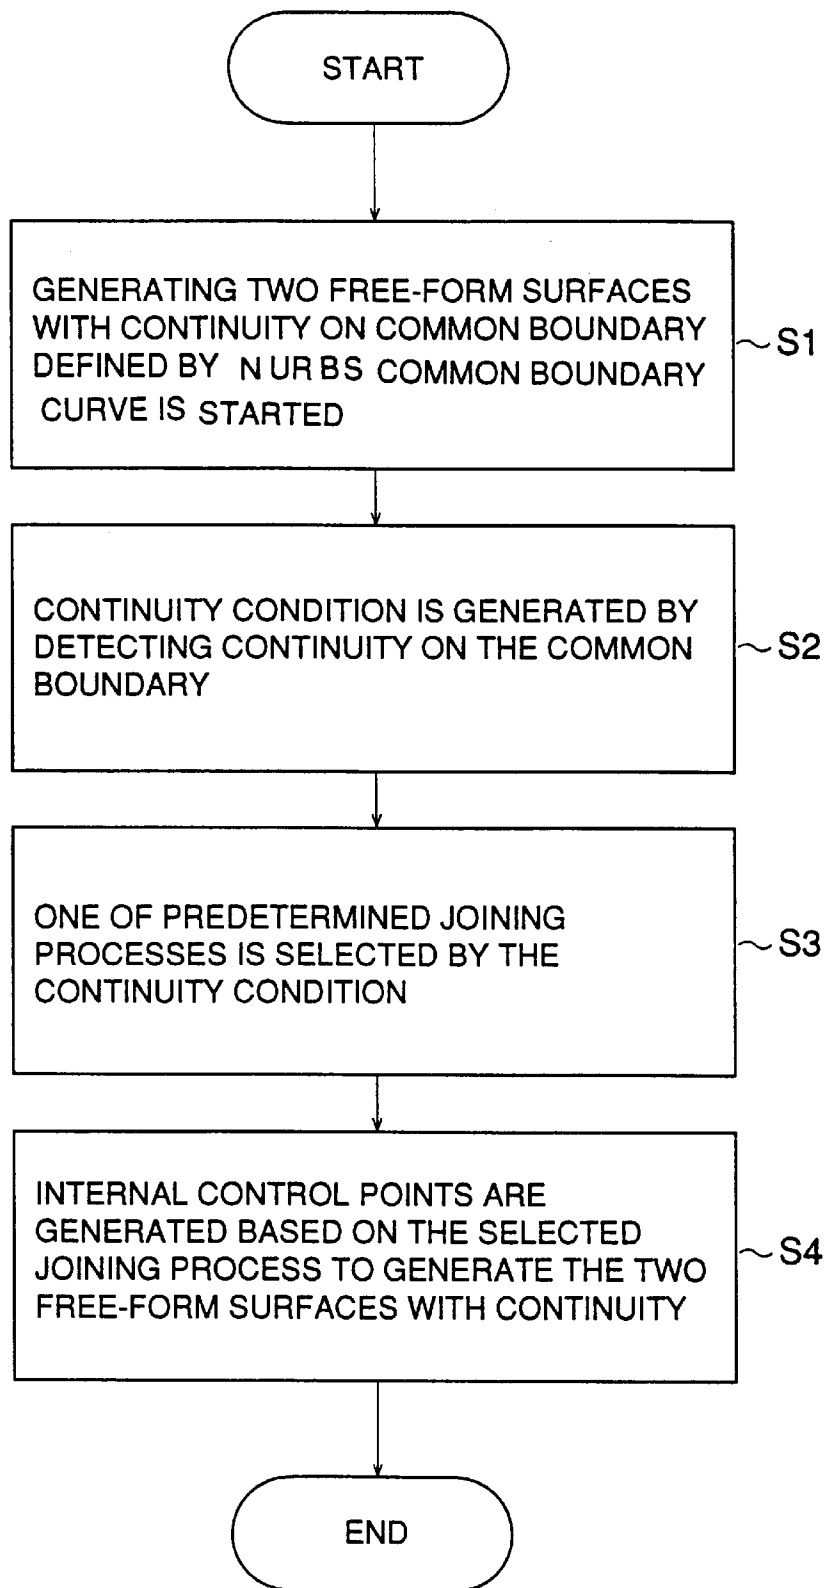 START
GENERATING TWO FREE-FORM SURFACES
WITH CONTINUITY ON COMMON BOUNDARY
DEFINED BY NURBS COMMON BOUNDARY
CURVE IS STARTED
S1
CONTINUITY CONDITION IS GENERATED BY
DETECTING CONTINUITY ON THE COMMON
BOUNDARY
S2
ONE OF PREDETERMINED JOINING
PROCESSES IS SELECTED BY THE
CONTINUITY CONDITION
S3
INTERNAL CONTROL POINTS ARE
GENERATED BASED ON THE SELECTED
JOINING PROCESS TO GENERATE THE TWO
FREE-FORM SURFACES WITH CONTINUITY
S4
END